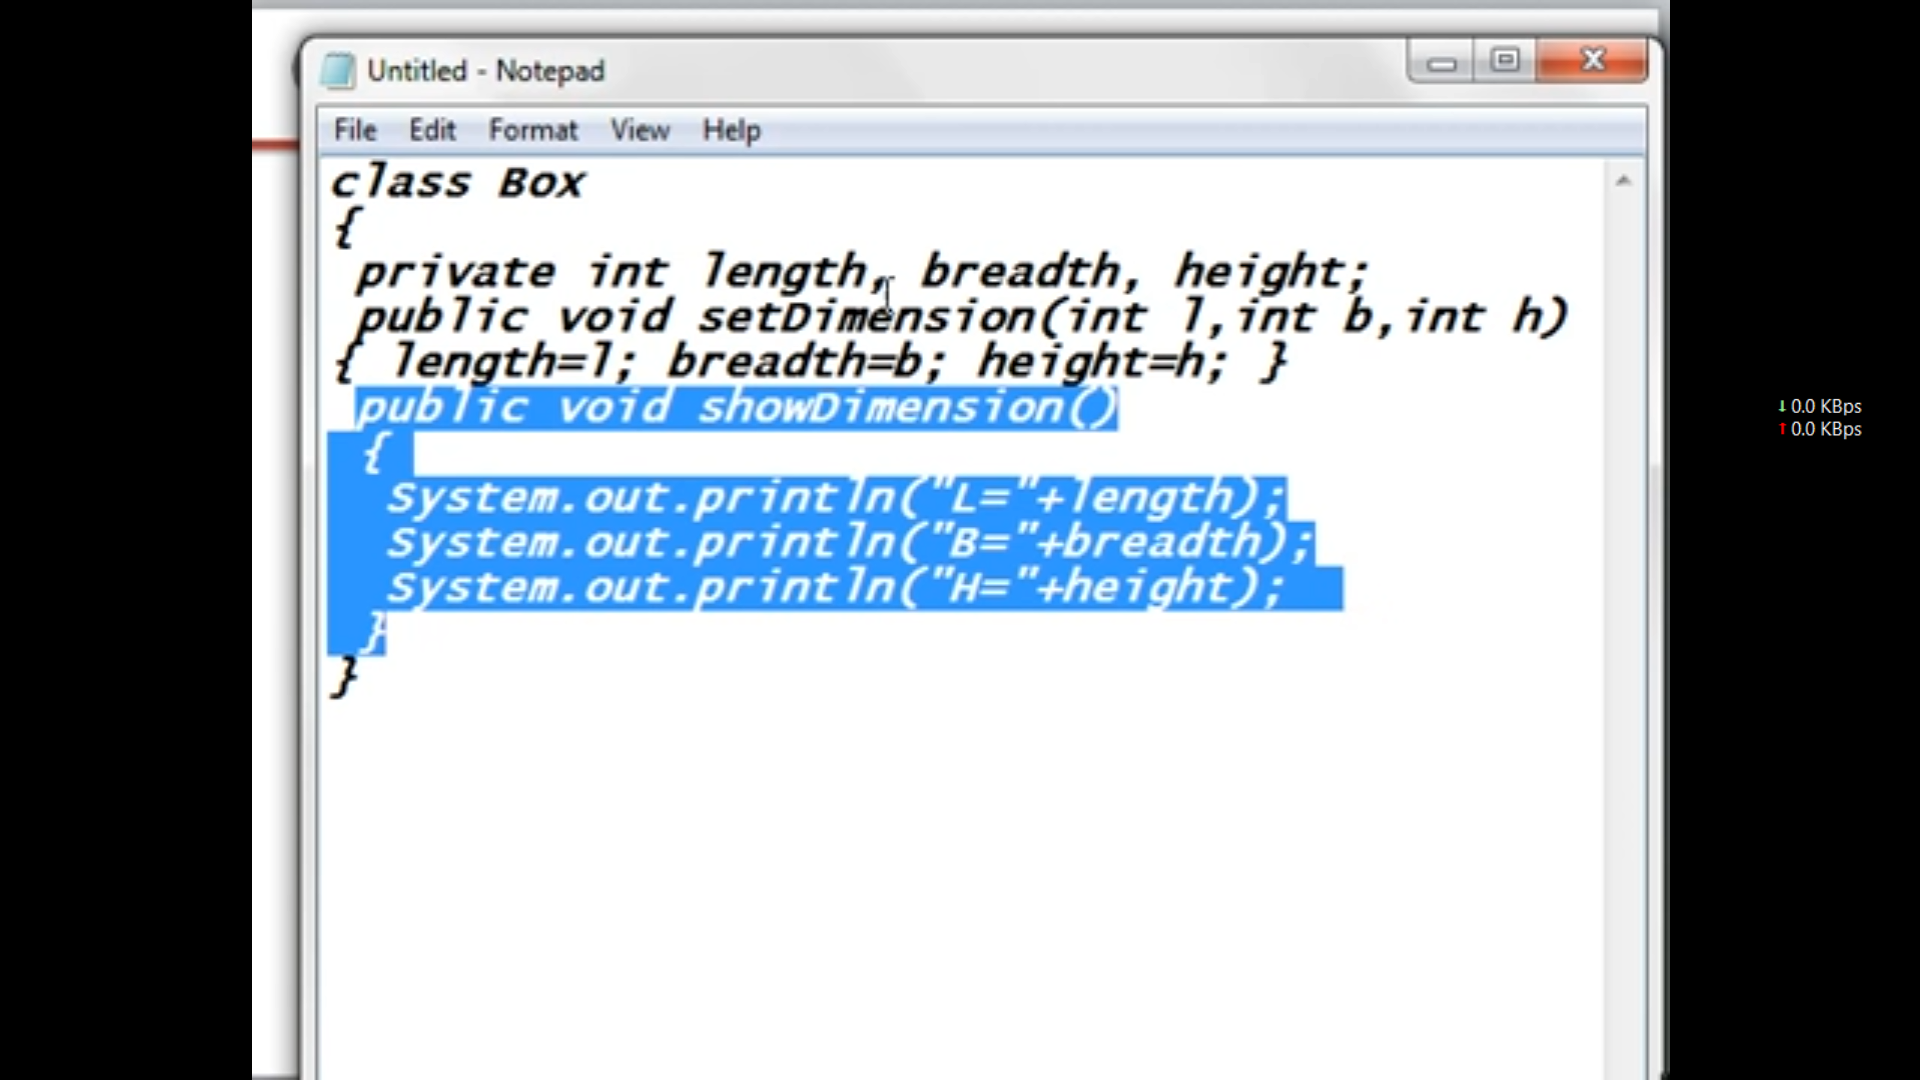 Untitled - Notepad
File Edit Format View Help
class Box
{
private int length, breadth, height;
public void setDimension(int l,int b,int h)
{ length=l; breadth=b; height=h; }
public void showDimension()
{
System.out.println("L="+length);
System.out.println("B="+breadth);
System.out.println("H="+height);
}
}
↓ 0.0 KBps
↑ 0.0 KBps